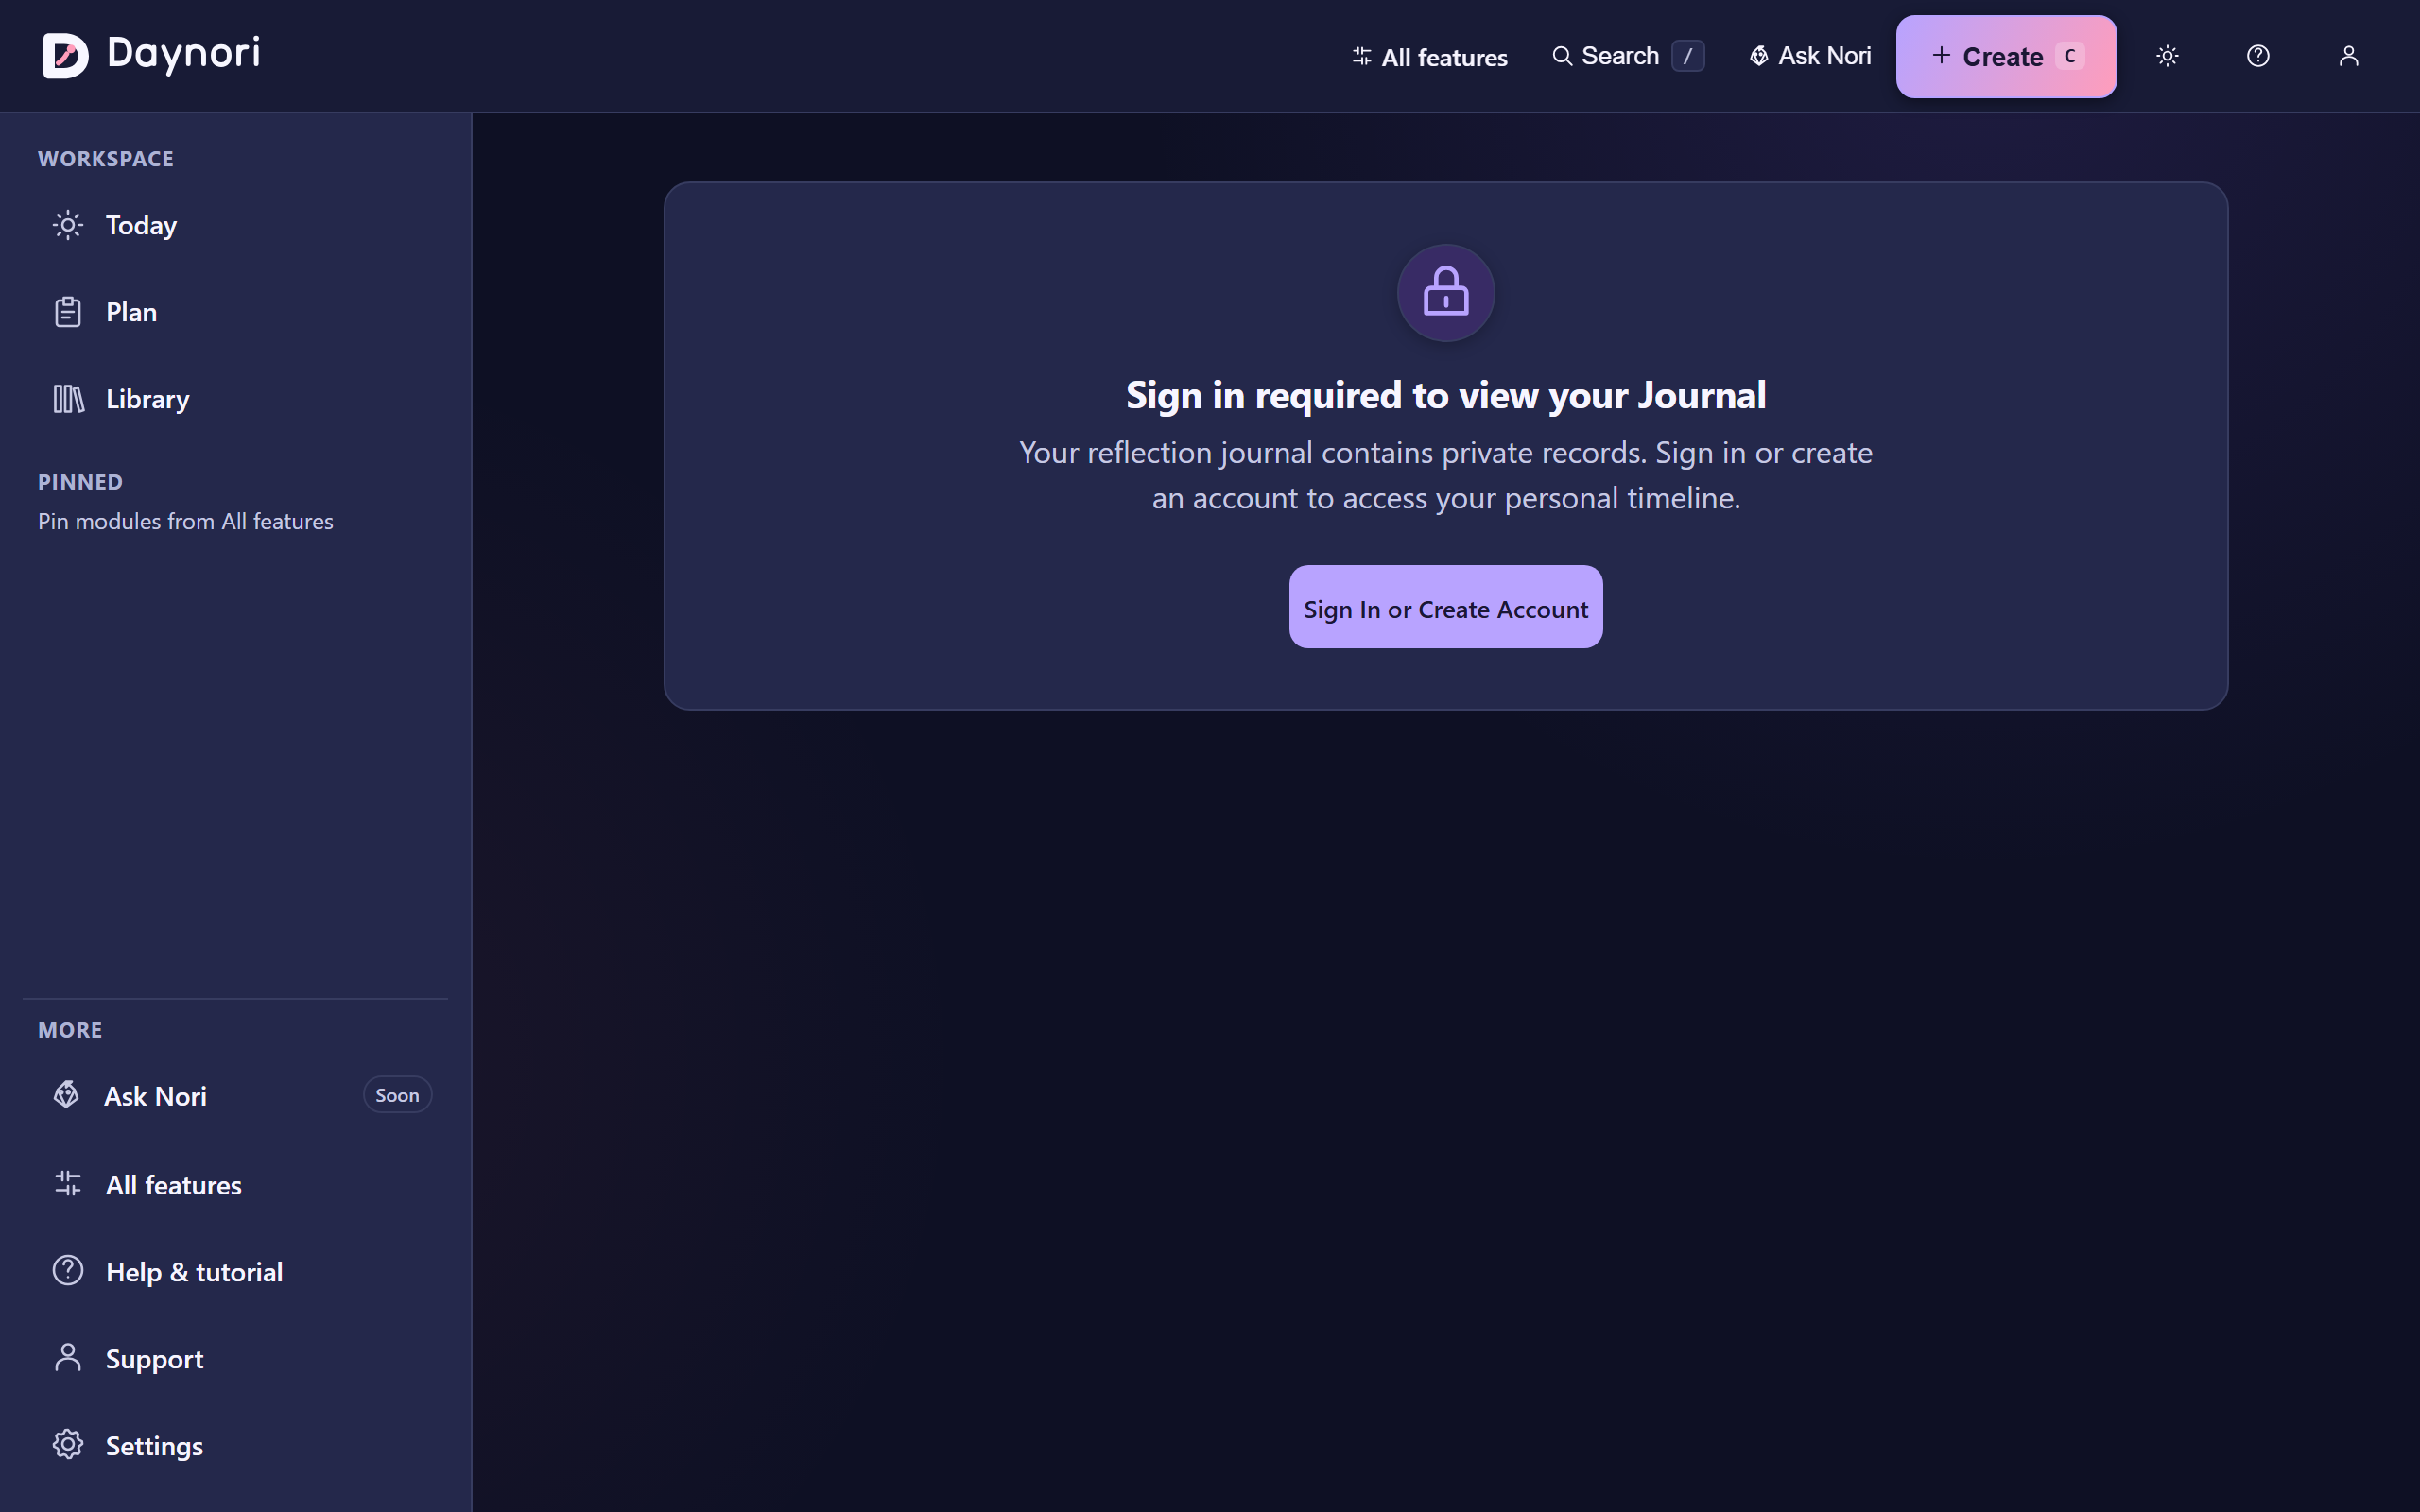 Daynori
All features
Search /
Ask Nori
+ Create C
WORKSPACE
Today
Plan
Library
PINNED
Pin modules from All features
Sign in required to view your Journal
Your reflection journal contains private records. Sign in or create
an account to access your personal timeline.
Sign In or Create Account
MORE
Ask Nori Soon
All features
Help & tutorial
Support
Settings